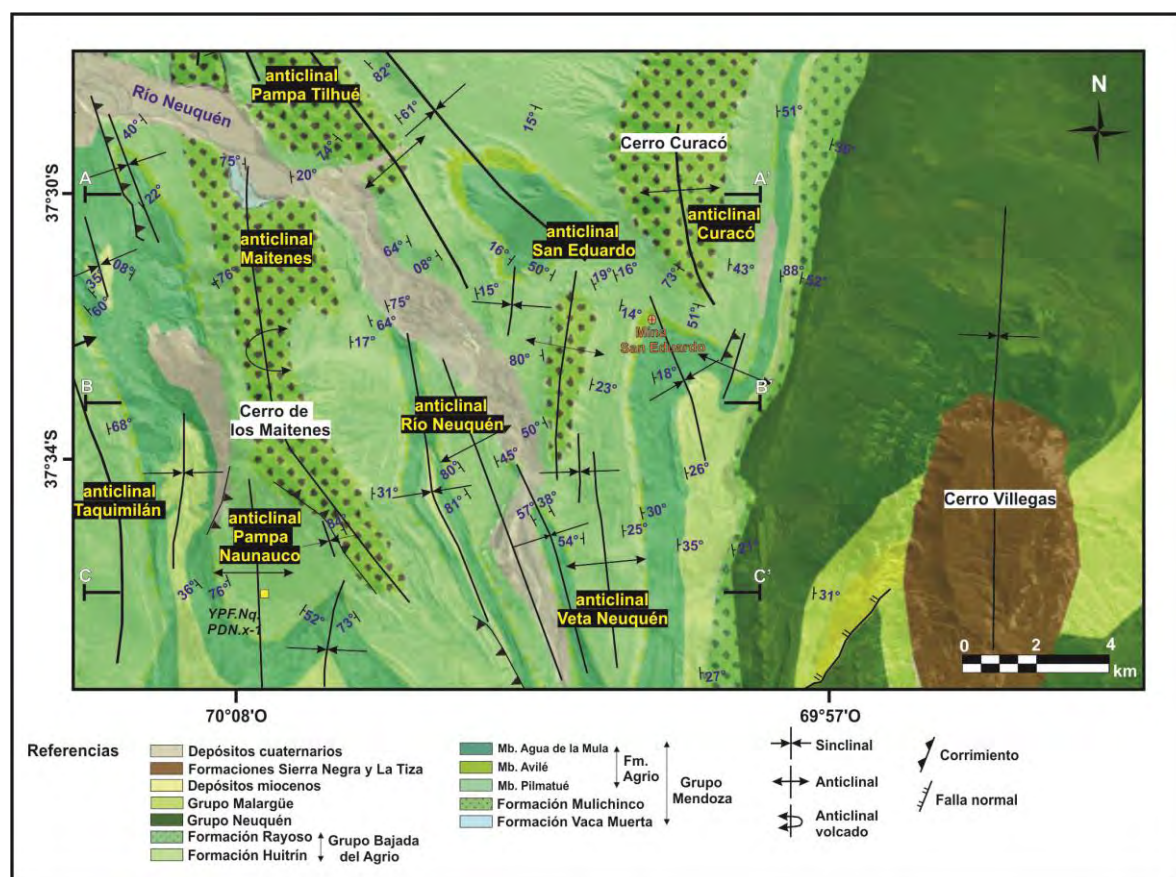 anticlinal
Pampa Tilhué
82°
61°
15°
51°
36°
N
Río Neuquén
40°
75°
74°
20°
Cerro Curacó
37°30'S
A
A'
22°
anticlinal
Maitenes
anticlinal
San Eduardo
anticlinal
Curacó
64°
08°
08°
35°
60°
76°
16°
50°
19°
16°
73°
43°
88°
52°
15°
75°
64°
17°
14°
51°
Mina
San Eduardo
80°
18°
23°
B
B'
68°
Cerro de
los Maitenes
anticlinal
Río Neuquén
50°
45°
80°
81°
26°
37°34'S
anticlinal
Taquimilán
31°
anticlinal
Pampa
Naunauco
84°
57°
38°
54°
30°
25°
35°
21°
Cerro Villegas
C
C'
36°
76°
YPF.Nq.
PDN.x-1
52°
73°
anticlinal
Veta Neuquén
31°
27°
0 2 4
km
70°08'O
69°57'O
Referencias
Depósitos cuaternarios
Formaciones Sierra Negra y La Tiza
Depósitos miocenos
Grupo Malargüe
Grupo Neuquén
Formación Rayoso
Formación Huitrín
Grupo Bajada
del Agrio
Mb. Agua de la Mula
Mb. Avilé
Mb. Pilmatué
Fm.
Agrio
Formación Mulichinco
Formación Vaca Muerta
Grupo
Mendoza
Sinclinal
Anticlinal
Anticlinal
volcado
Corrimiento
Falla normal